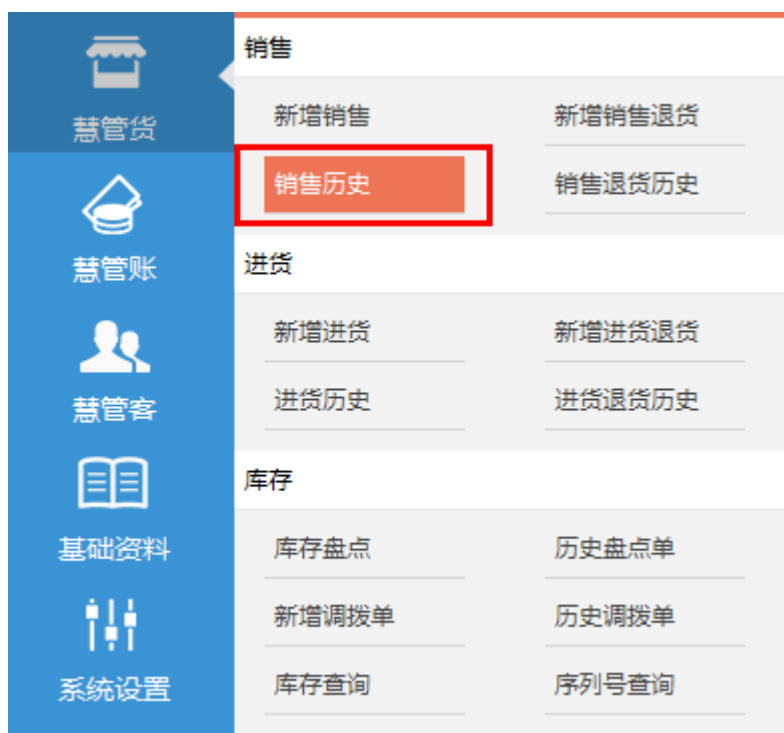 慧管货
慧管账
慧管客
基础资料
系统设置
销售
新增销售 新增销售退货
销售历史 销售退货历史
进货
新增进货 新增进货退货
进货历史 进货退货历史
库存
库存盘点 历史盘点单
新增调拨单 历史调拨单
库存查询 序列号查询